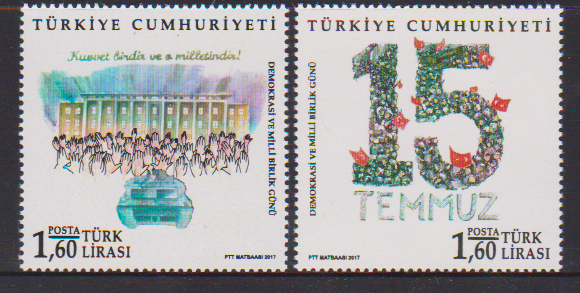 TÜRKİYE CUMHURİYETİ
Kuvvet birdir ve o milletindir!
DEMOKRASİ VE MİLLİ BİRLİK GÜNÜ
POSTA TÜRK
1,60 LİRASI
PTT MATBAASI 2017
TÜRKİYE CUMHURİYETİ
15
TEMMUZ
DEMOKRASİ VE MİLLİ BİRLİK GÜNÜ
POSTA TÜRK
1,60 LİRASI
PTT MATBAASI 2017